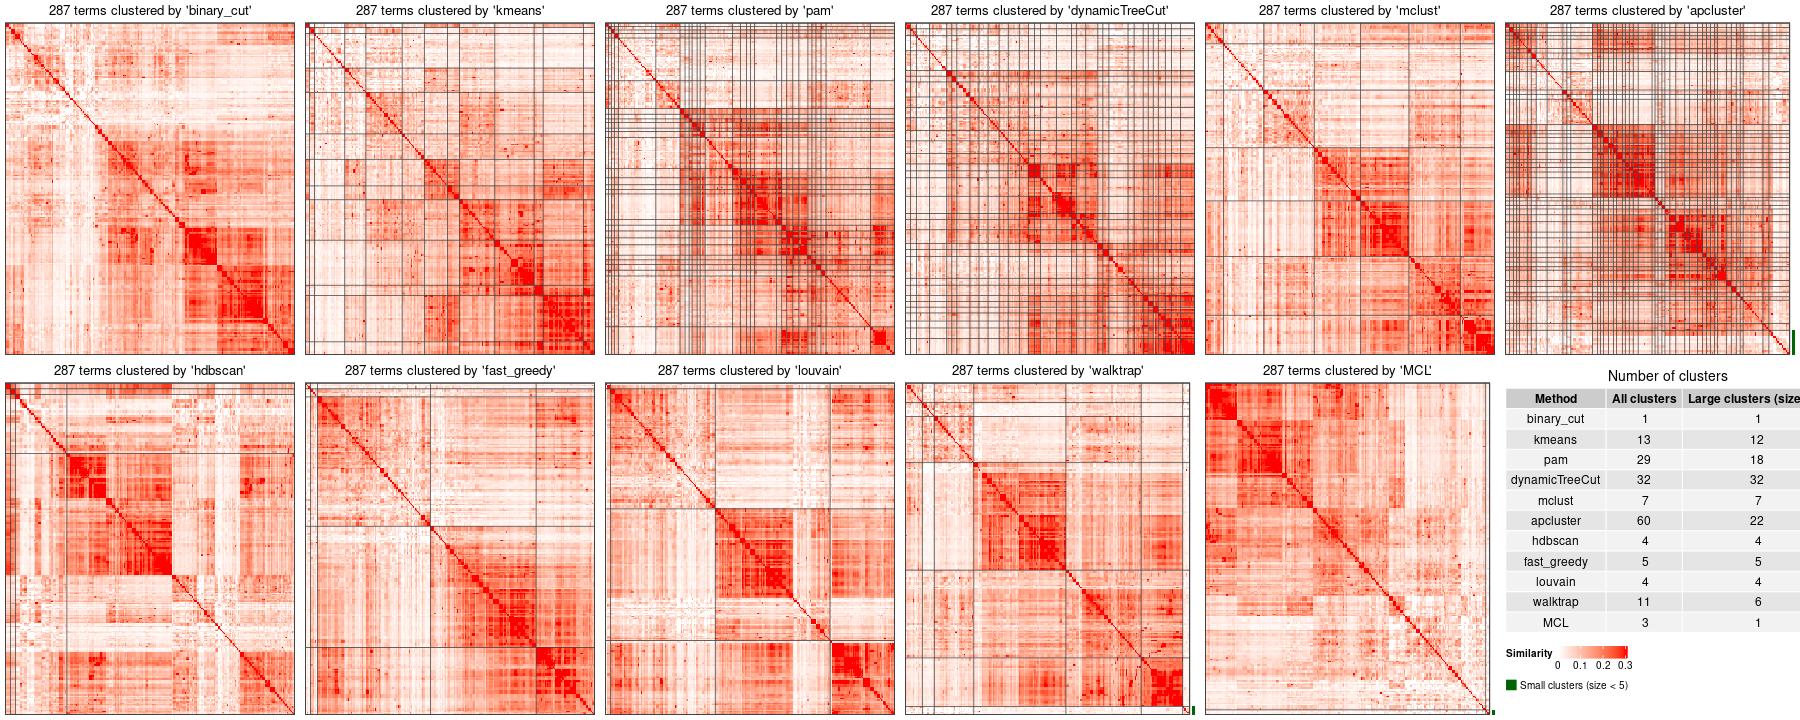 287 terms clustered by 'binary_cut'
287 terms clustered by 'kmeans'
287 terms clustered by 'pam'
287 terms clustered by 'dynamicTreeCut'
287 terms clustered by 'mclust'
287 terms clustered by 'apcluster'
287 terms clustered by 'hdbscan'
287 terms clustered by 'fast_greedy'
287 terms clustered by 'louvain'
287 terms clustered by 'walktrap'
287 terms clustered by 'MCL'
Number of clusters
Method All clusters Large clusters (size
binary_cut 1 1
kmeans 13 12
pam 29 18
dynamicTreeCut 32 32
mclust 7 7
apcluster 60 22
hdbscan 4 4
fast_greedy 5 5
louvain 4 4
walktrap 11 6
MCL 3 1
Similarity
0 0.1 0.2 0.3
Small clusters (size < 5)